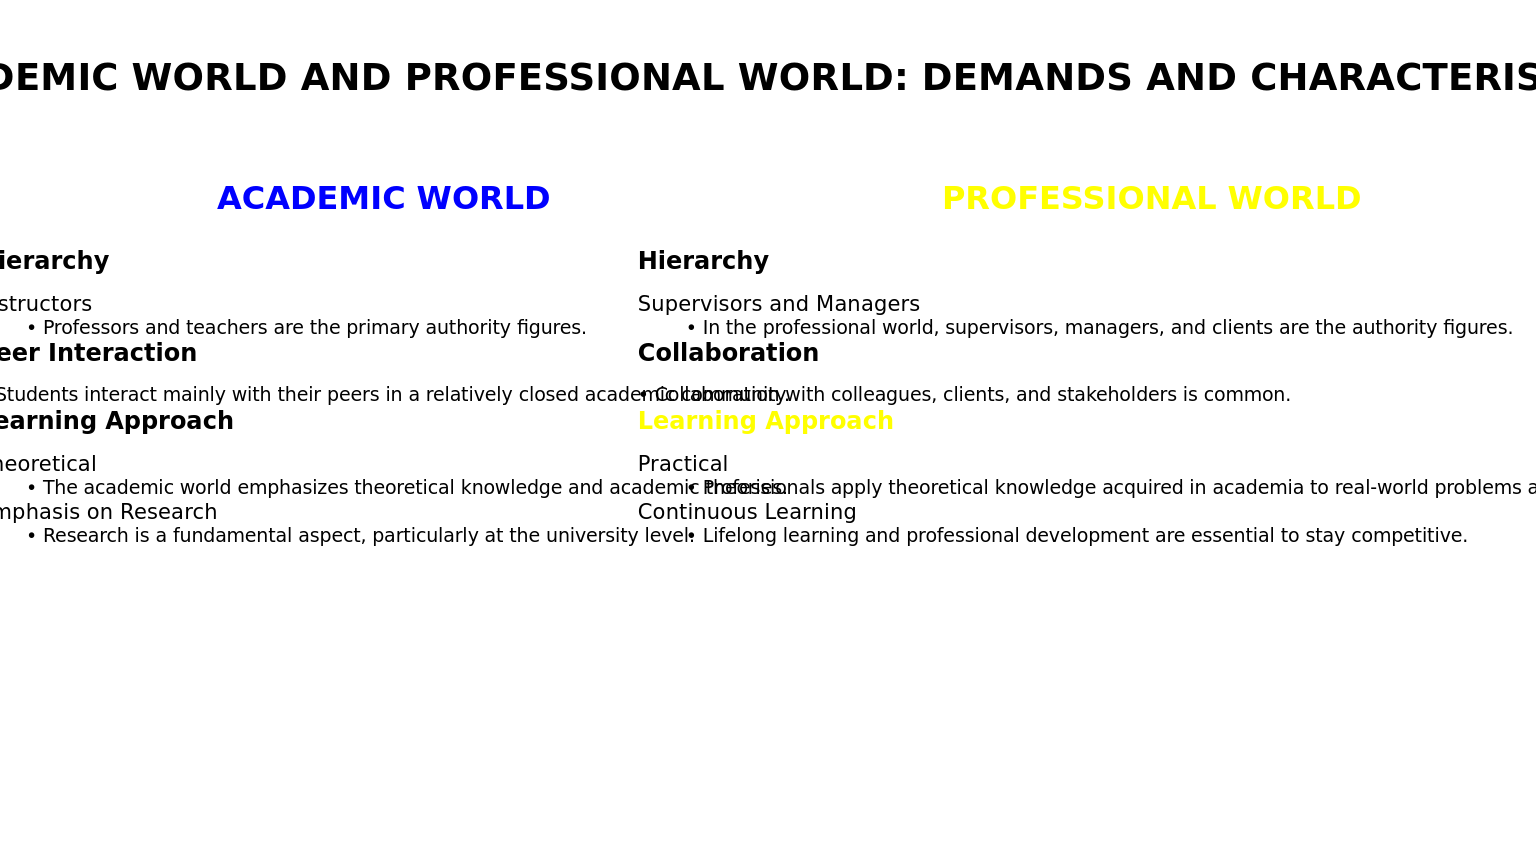 DEMIC WORLD AND PROFESSIONAL WORLD: DEMANDS AND CHARACTERIS
ACADEMIC WORLD
ierarchy
structors
• Professors and teachers are the primary authority figures.
eer Interaction
Students interact mainly with their peers in a relatively closed academic community.
earning Approach
heoretical
• The academic world emphasizes theoretical knowledge and academic theories.
mphasis on Research
• Research is a fundamental aspect, particularly at the university level.
PROFESSIONAL WORLD
Hierarchy
Supervisors and Managers
• In the professional world, supervisors, managers, and clients are the authority figures.
Collaboration
• Collaboration with colleagues, clients, and stakeholders is common.
Learning Approach
Practical
• Professionals apply theoretical knowledge acquired in academia to real-world problems a
Continuous Learning
• Lifelong learning and professional development are essential to stay competitive.